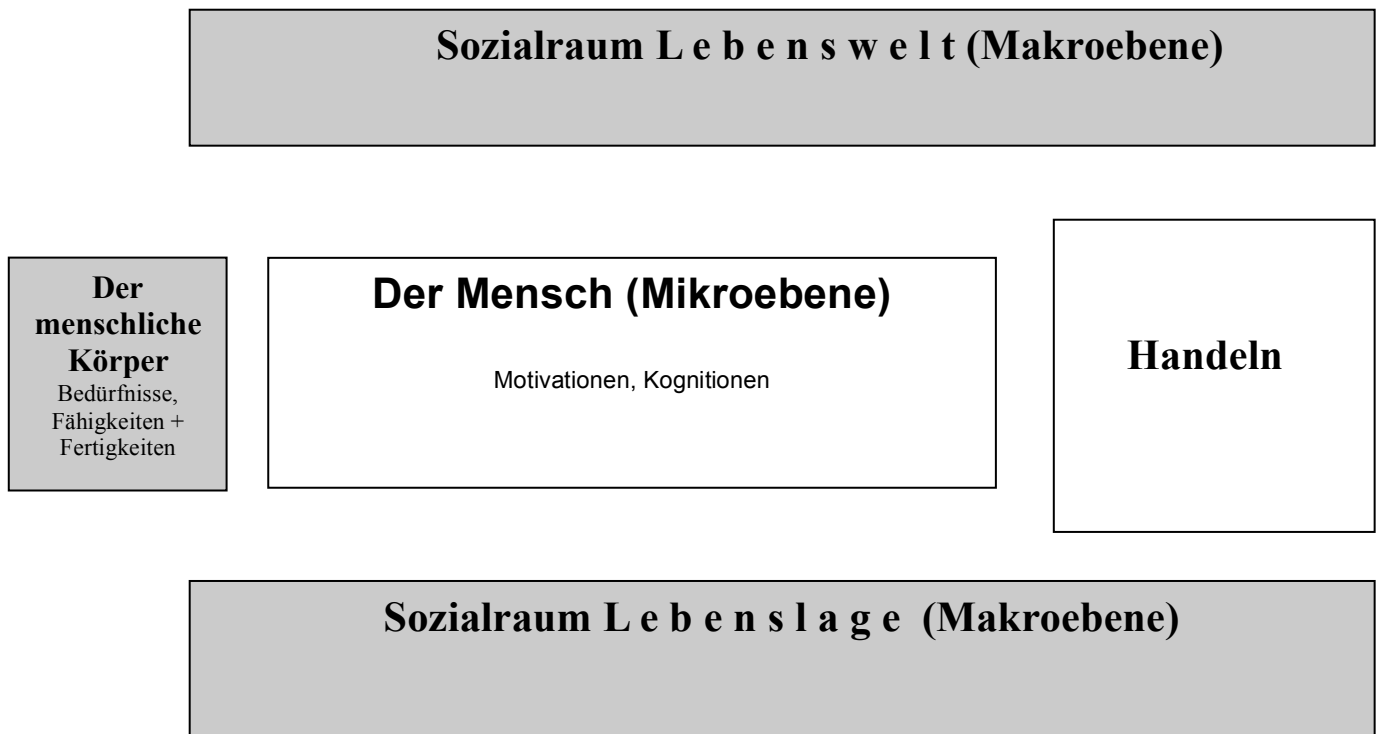 Sozialraum L e b e n s w e l t (Makroebene)
Der
menschliche
Körper
Bedürfnisse,
Fähigkeiten +
Fertigkeiten
Der Mensch (Mikroebene)
Motivationen, Kognitionen
Handeln
Sozialraum L e b e n s l a g e (Makroebene)